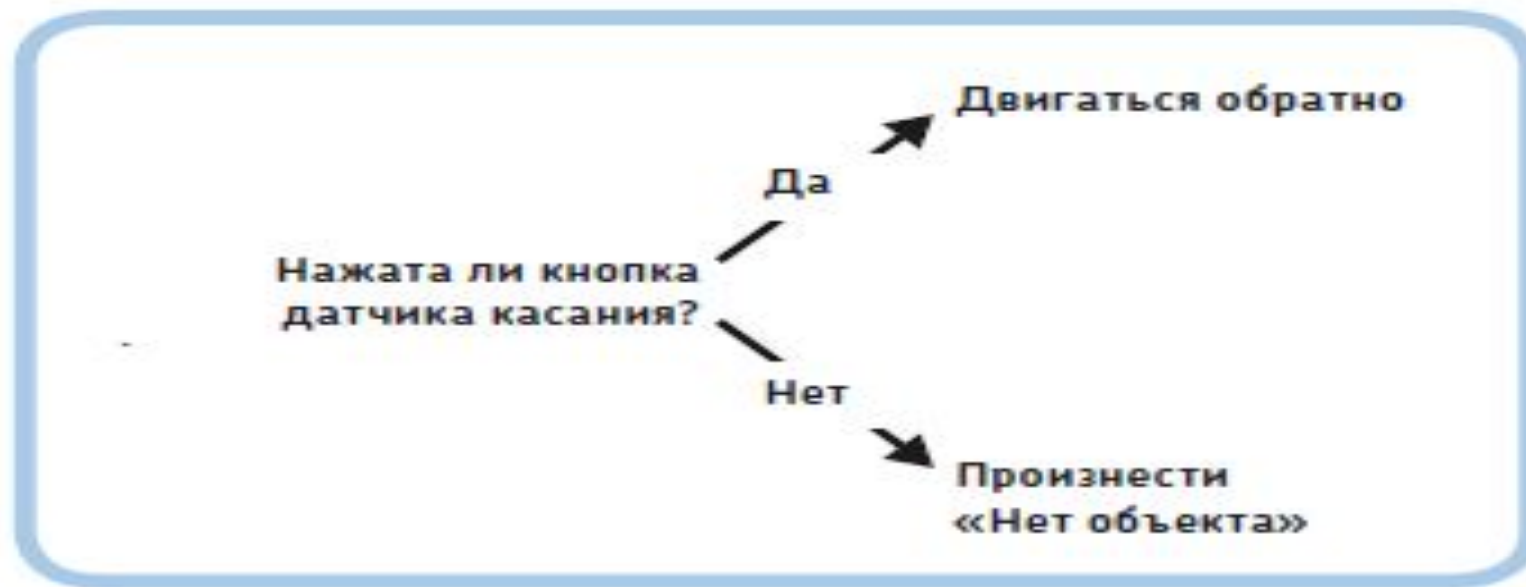 Двигаться обратно
Да
Нажата ли кнопка
датчика касания?
Нет
Произнести
«Нет объекта»